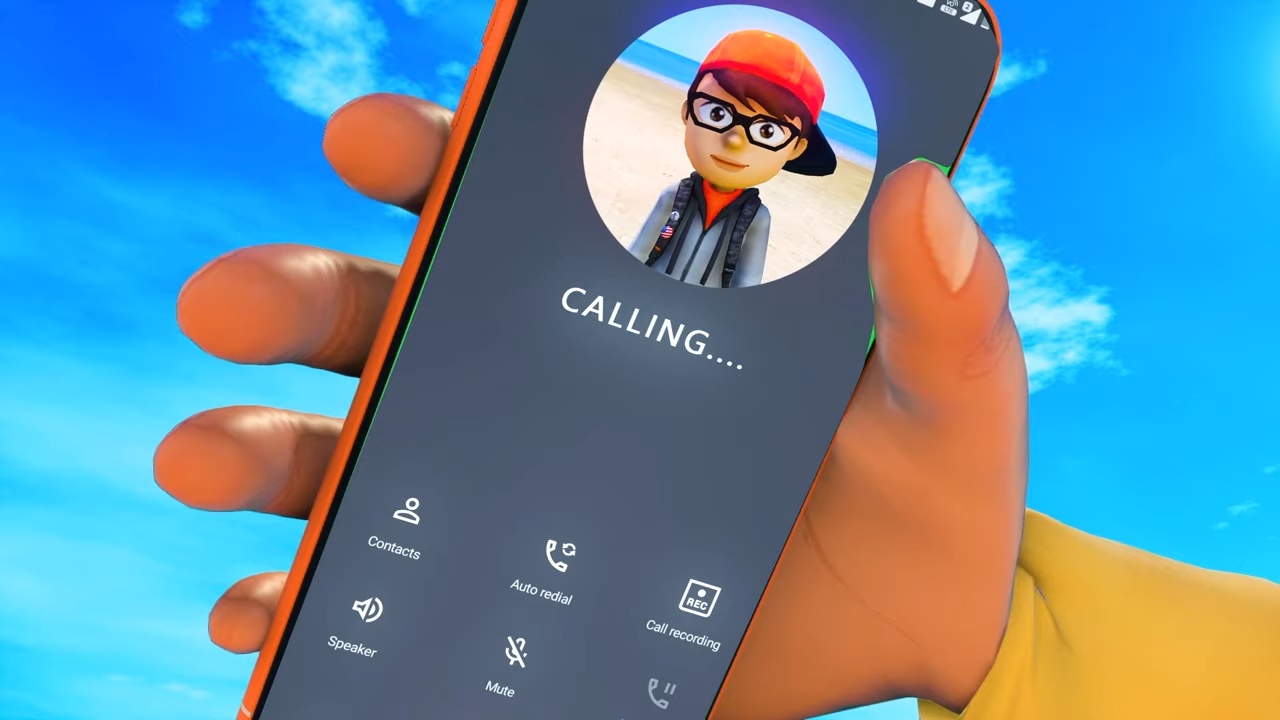 CALLING....
Contacts
Auto redial
REC
Call recording
Speaker
Mute